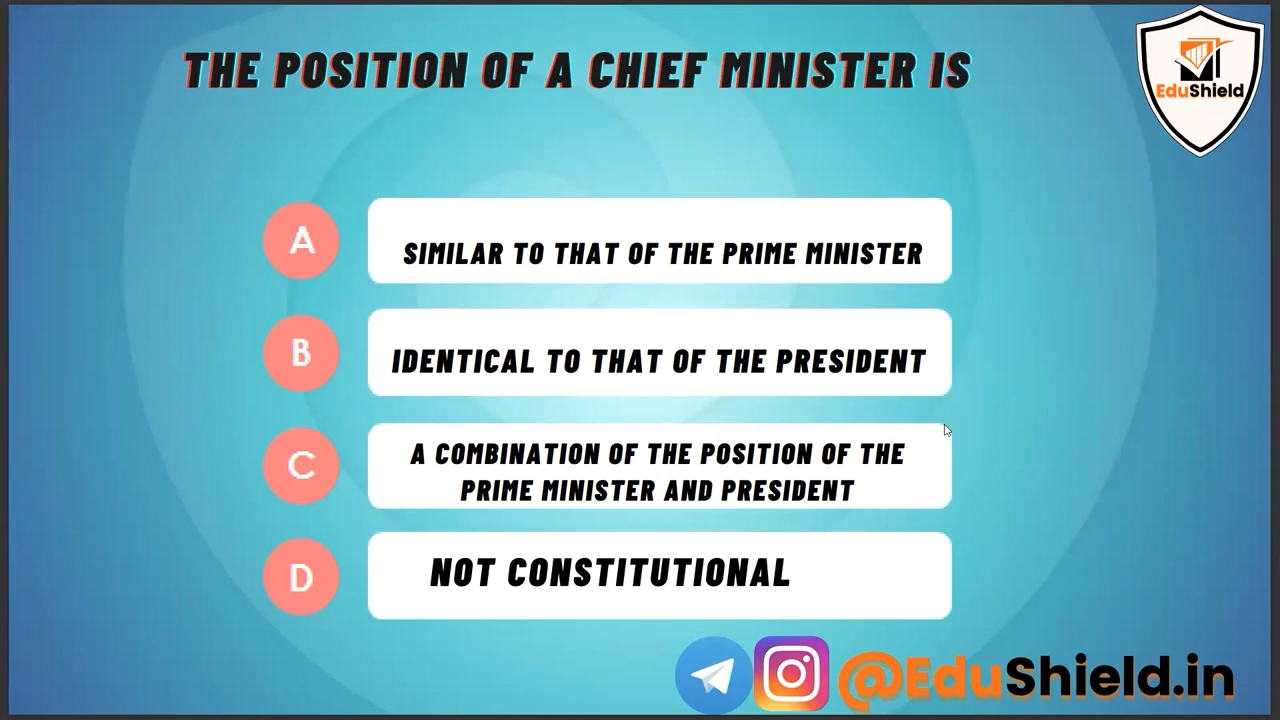 THE POSITION OF A CHIEF MINISTER IS
EduShield
A
SIMILAR TO THAT OF THE PRIME MINISTER
B
IDENTICAL TO THAT OF THE PRESIDENT
C
A COMBINATION OF THE POSITION OF THE
PRIME MINISTER AND PRESIDENT
D
NOT CONSTITUTIONAL
@EduShield.in